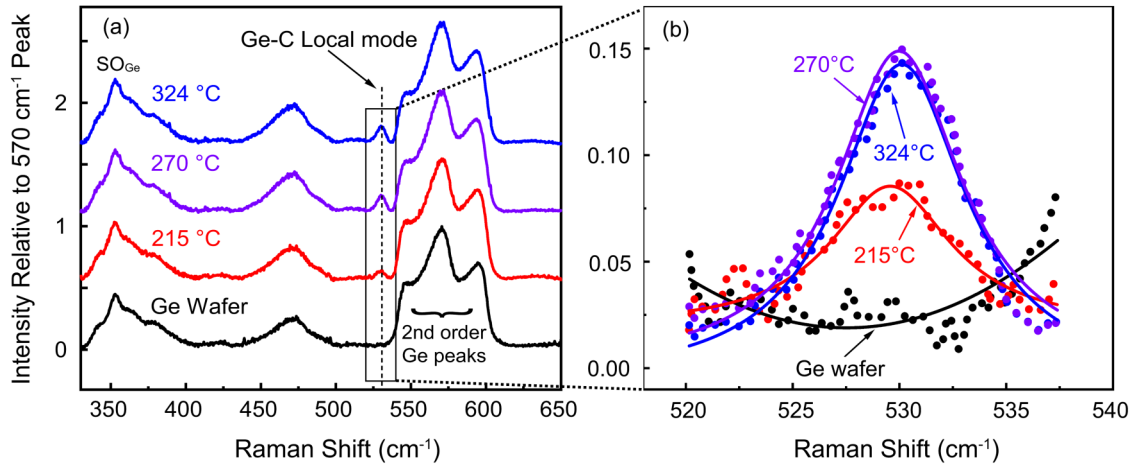 (a)
Ge-C Local mode
SOGe
324 °C
270 °C
215 °C
Ge Wafer
2nd order
Ge peaks
Intensity Relative to 570 cm-1 Peak
2
1
0
350
400
450
500
550
600
650
Raman Shift (cm-1)
(b)
270°C
324°C
215°C
Ge wafer
0.15
0.10
0.05
0.00
520
525
530
535
540
Raman Shift (cm-1)